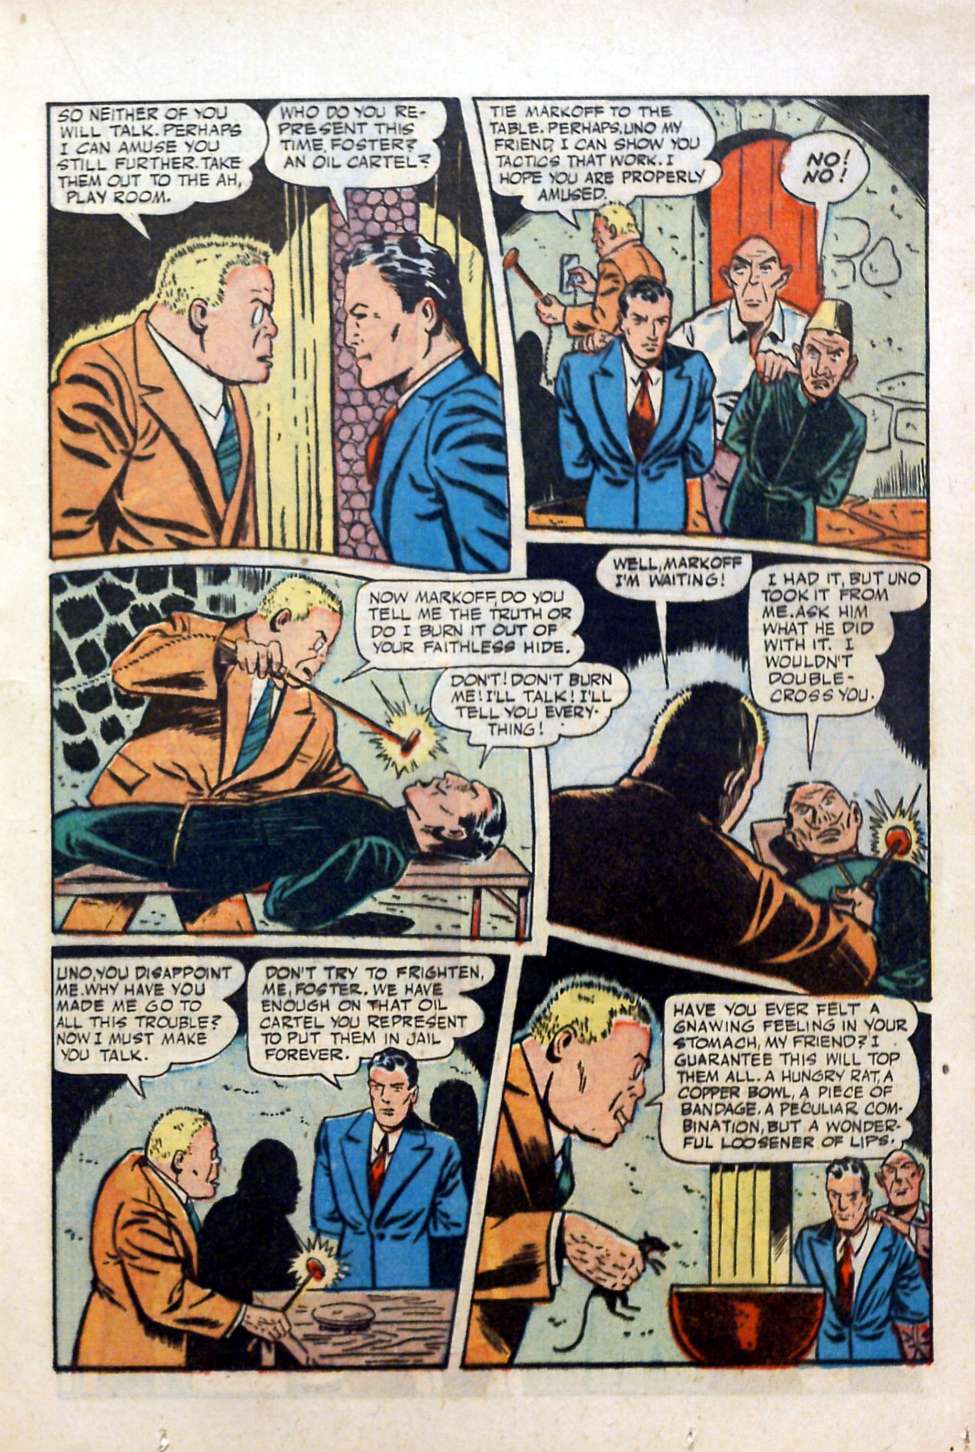 SO NEITHER OF YOU
WILL TALK. PERHAPS
I CAN AMUSE YOU
STILL FURTHER. TAKE
THEM OUT TO THE AH,
PLAY ROOM.
WHO DO YOU RE-
PRESENT THIS
TIME, FOSTER?
AN OIL CARTEL?
TIE MARKOFF TO THE
TABLE. PERHAPS, UNO MY
FRIEND, I CAN SHOW YOU
TACTICS THAT WORK. I
HOPE YOU ARE PROPERLY
AMUSED.
NO!
NO!
NOW MARKOFF, DO YOU
TELL ME THE TRUTH OR
DO I BURN IT OUT OF
YOUR FAITHLESS HIDE.
DON'T! DON'T BURN
ME! I'LL TALK! I'LL
TELL YOU EVERY-
THING!
WELL, MARKOFF
I'M WAITING!
I HAD IT, BUT UNO
TOOK IT FROM
ME. ASK HIM
WHAT HE DID
WITH IT. I
WOULDN'T
DOUBLE-
CROSS YOU.
UNO, YOU DISAPPOINT
ME. WHY HAVE YOU
MADE ME GO TO
ALL THIS TROUBLE?
NOW I MUST MAKE
YOU TALK.
DON'T TRY TO FRIGHTEN,
ME, FOSTER. WE HAVE
ENOUGH ON THAT OIL
CARTEL YOU REPRESENT
TO PUT THEM IN JAIL
FOREVER.
HAVE YOU EVER FELT A
GNAWING FEELING IN YOUR
STOMACH, MY FRIEND? I
GUARANTEE THIS WILL TOP
THEM ALL. A HUNGRY RAT, A
COPPER BOWL, A PIECE OF
BANDAGE. A PECULIAR COM-
BINATION, BUT A WONDER-
FUL LOOSENER OF LIPS.